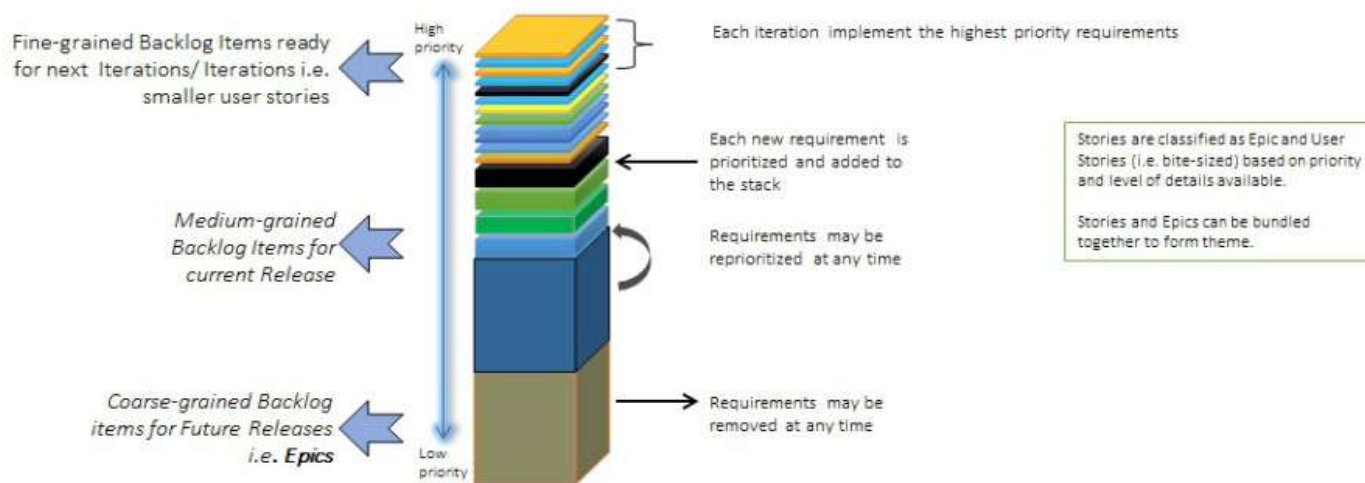 Fine-grained Backlog Items ready
for next Iterations/ Iterations i.e.
smaller user stories
High
priority
Each iteration implement the highest priority requirements
Each new requirement is
prioritized and added to
the stack
Stories are classified as Epic and User
Stories (i.e. bite-sized) based on priority
and level of details available.
Stories and Epics can be bundled
together to form theme.
Medium-grained
Backlog Items for
current Release
Requirements may be
reprioritized at any time
Coarse-grained Backlog
items for Future Releases
i.e. Epics
Low
priority
Requirements may be
removed at any time